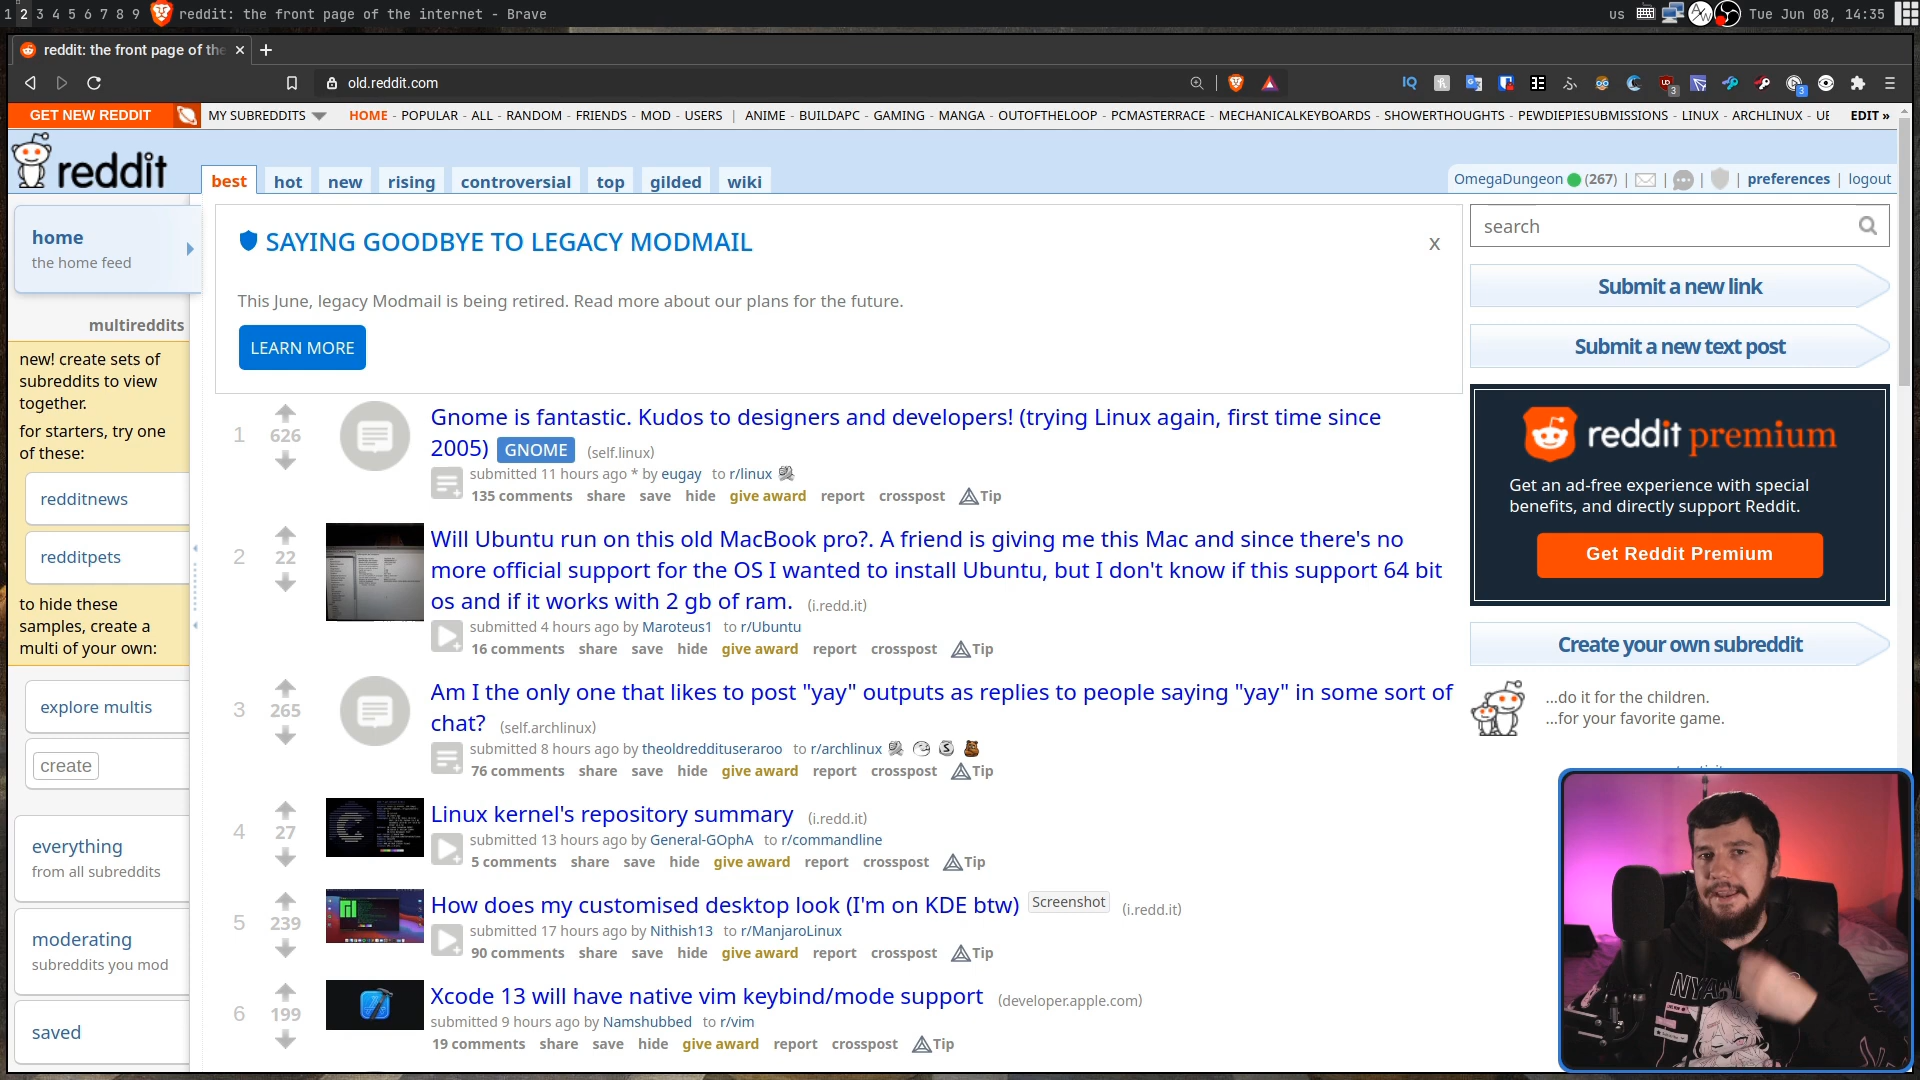 1 2 3 4 5 6 7 8 9 reddit: the front page of the internet - Brave us Tue Jun 08, 14:35
reddit: the front page of the
old.reddit.com
GET NEW REDDIT MY SUBREDDITS HOME - POPULAR - ALL - RANDOM - FRIENDS - MOD - USERS | ANIME - BUILDAPC - GAMING - MANGA - OUTOFTHELOOP - PCMASTERRACE - MECHANICALKEYBOARDS - SHOWERTHOUGHTS - PEWDIEPIESUBMISSIONS - LINUX - ARCHLINUX - UE EDIT »
reddit best hot new rising controversial top gilded wiki
OmegaDungeon (267) | | | | preferences | logout
home
the home feed
multireddits
new! create sets of
subreddits to view
together.
for starters, try one
of these:
redditnews
redditpets
to hide these
samples, create a
multi of your own:
explore multis
create
everything
from all subreddits
moderating
subreddits you mod
saved
SAYING GOODBYE TO LEGACY MODMAIL x
This June, legacy Modmail is being retired. Read more about our plans for the future.
LEARN MORE
1 626
Gnome is fantastic. Kudos to designers and developers! (trying Linux again, first time since
2005) GNOME (self.linux)
submitted 11 hours ago * by eugay to r/linux
135 comments share save hide give award report crosspost Tip
2 22
Will Ubuntu run on this old MacBook pro?. A friend is giving me this Mac and since there's no
more official support for the OS I wanted to install Ubuntu, but I don't know if this support 64 bit
os and if it works with 2 gb of ram. (i.redd.it)
submitted 4 hours ago by Maroteus1 to r/Ubuntu
16 comments share save hide give award report crosspost Tip
3 265
Am I the only one that likes to post "yay" outputs as replies to people saying "yay" in some sort of
chat? (self.archlinux)
submitted 8 hours ago by theoldreddituseraroo to r/archlinux
76 comments share save hide give award report crosspost Tip
4 27
Linux kernel's repository summary (i.redd.it)
submitted 13 hours ago by General-GOphA to r/commandline
5 comments share save hide give award report crosspost Tip
5 239
How does my customised desktop look (I'm on KDE btw) Screenshot (i.redd.it)
submitted 17 hours ago by Nithish13 to r/ManjaroLinux
90 comments share save hide give award report crosspost Tip
6 199
Xcode 13 will have native vim keybind/mode support (developer.apple.com)
submitted 9 hours ago by Namshubbed to r/vim
19 comments share save hide give award report crosspost Tip
search
Submit a new link
Submit a new text post
reddit premium
Get an ad-free experience with special
benefits, and directly support Reddit.
Get Reddit Premium
Create your own subreddit
...do it for the children.
...for your favorite game.